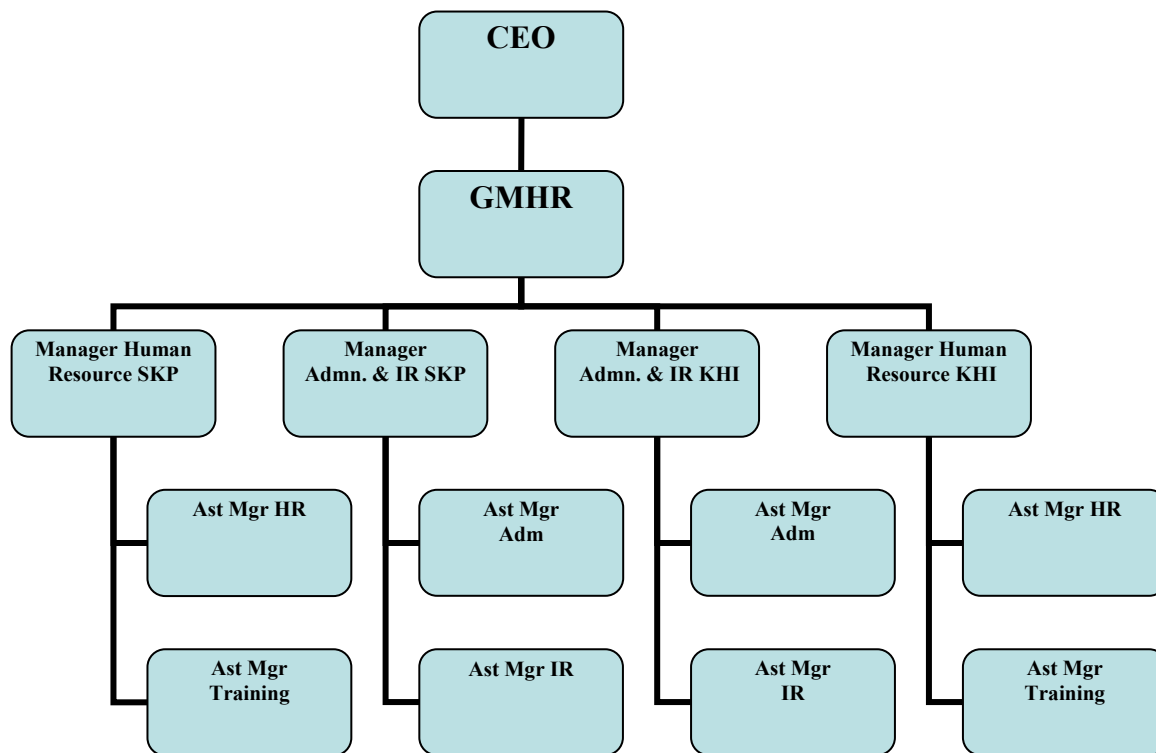 CEO
GMHR
Manager Human
Resource SKP
Manager
Admn. & IR SKP
Manager
Admn. & IR KHI
Manager Human
Resource KHI
Ast Mgr HR
Ast Mgr
Adm
Ast Mgr
Adm
Ast Mgr HR
Ast Mgr
Training
Ast Mgr IR
Ast Mgr
IR
Ast Mgr
Training